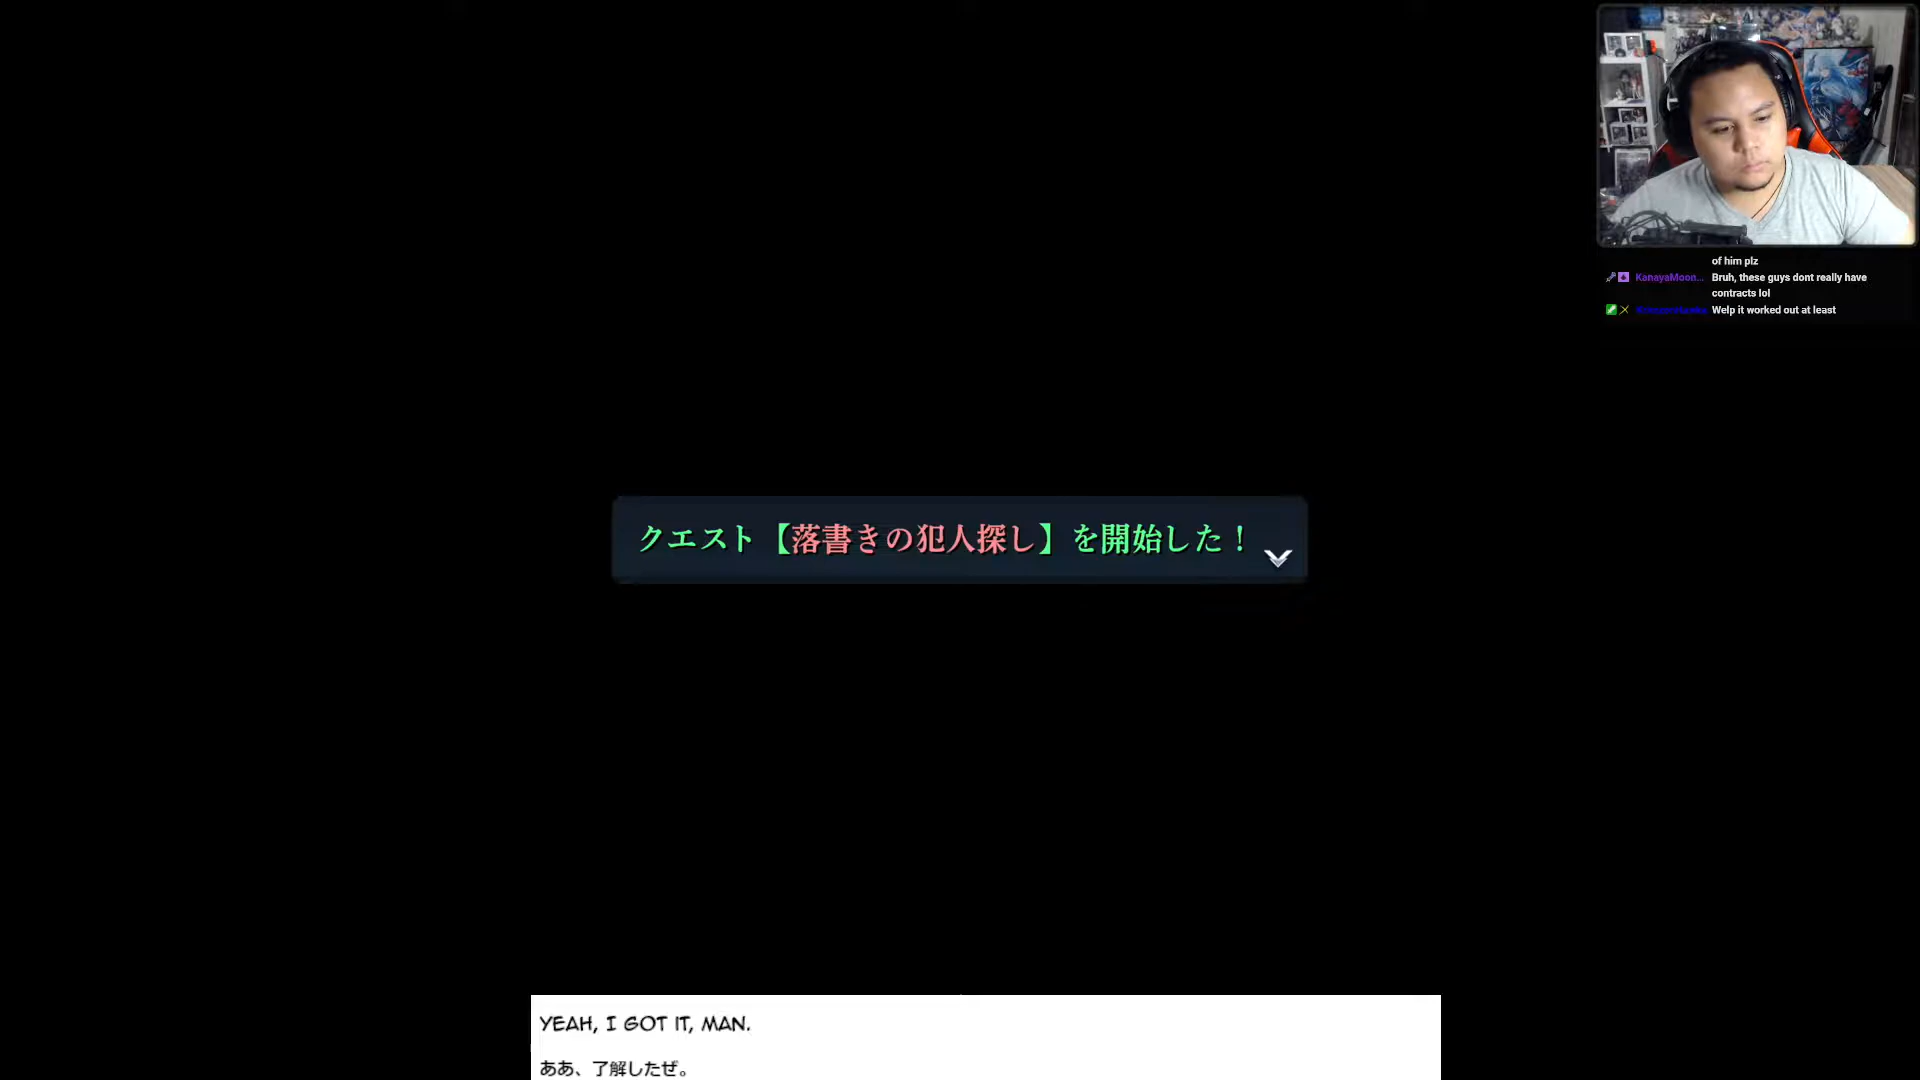 of him plz
KanayaMoon... Bruh, these guys dont really have
contracts lol
Welp it worked out at least
クエスト【落書きの犯人探し】を開始した！
YEAH, I GOT IT, MAN.
ああ、了解したぜ。